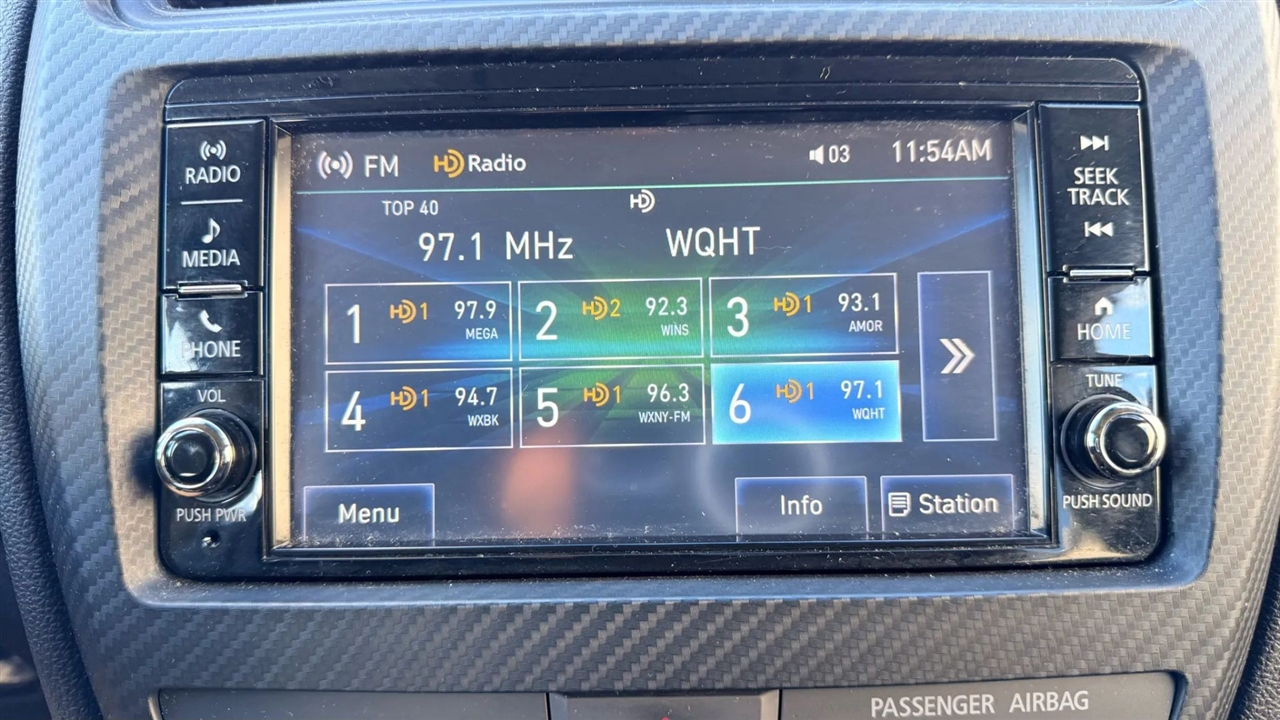 RADIO
MEDIA
PHONE
VOL
PUSH PWR
FM HD Radio 03 11:54AM
TOP 40 HD
97.1 MHz WQHT
1 HD1 97.9 MEGA
2 HD2 92.3 WINS
3 HD1 93.1 AMOR
4 HD1 94.7 WXBK
5 HD1 96.3 WXNY-FM
6 HD1 97.1 WQHT
Menu Info Station
SEEK
TRACK
HOME
TUNE
PUSH SOUND
PASSENGER AIRBAG